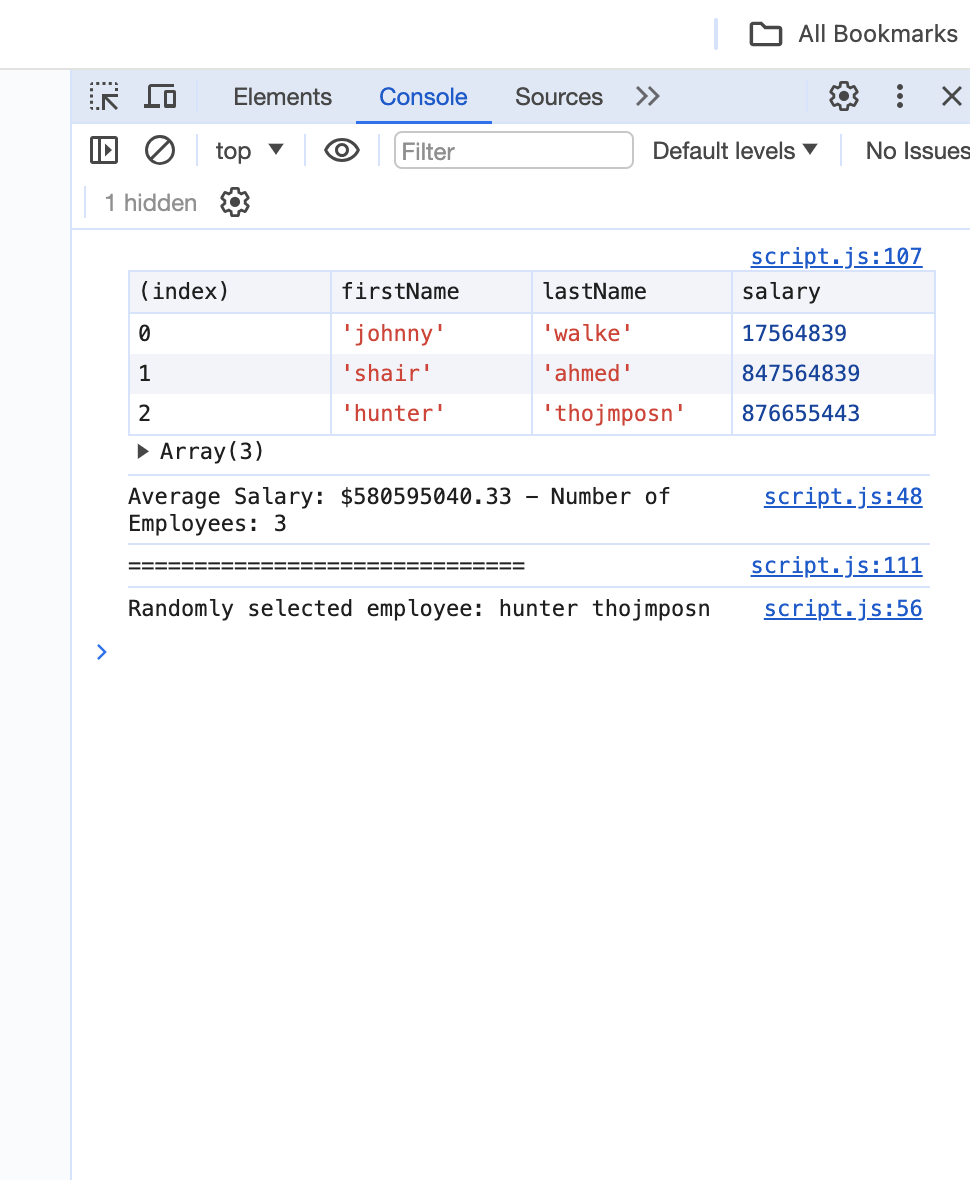 All Bookmarks
Elements Console Sources
top Filter Default levels No Issues
1 hidden
script.js:107
(index) firstName lastName salary
0 'johnny' 'walke' 17564839
1 'shair' 'ahmed' 847564839
2 'hunter' 'thojmposn' 876655443
Array(3)
Average Salary: $580595040.33 – Number of script.js:48
Employees: 3
============================== script.js:111
Randomly selected employee: hunter thojmposn script.js:56